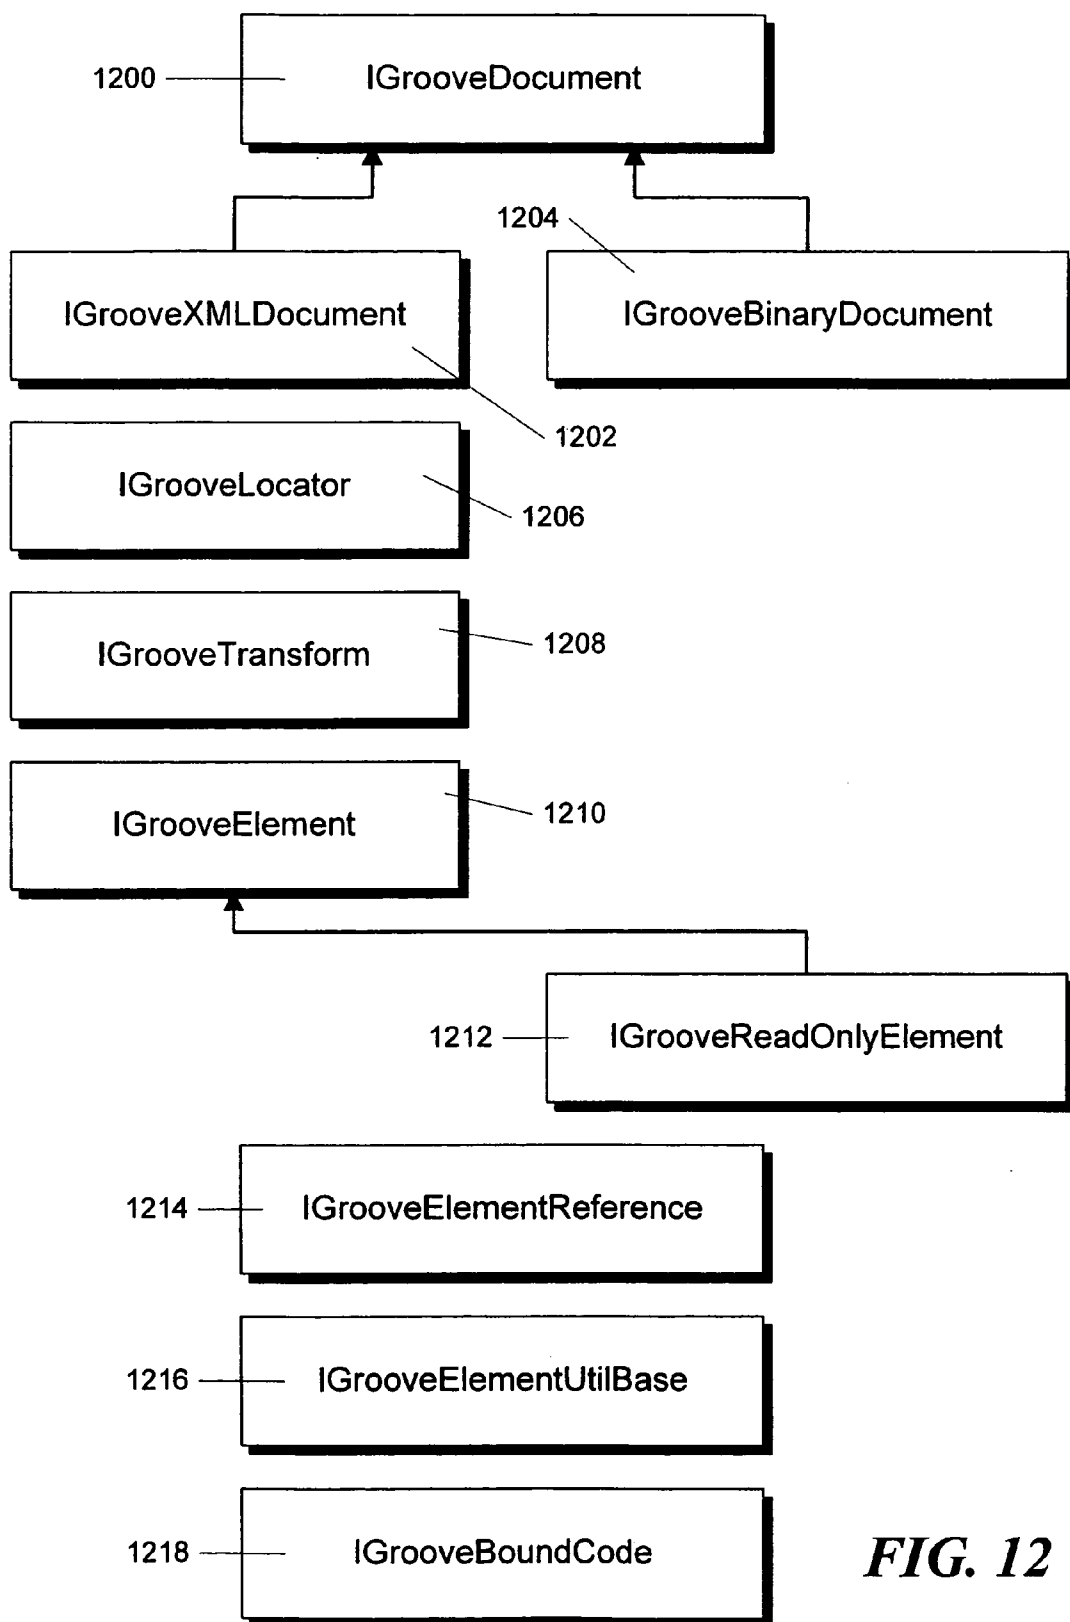 1200
IGrooveDocument
1204
IGrooveXMLDocument
IGrooveBinaryDocument
1202
IGrooveLocator
1206
IGrooveTransform
1208
IGrooveElement
1210
1212
IGrooveReadOnlyElement
1214
IGrooveElementReference
1216
IGrooveElementUtilBase
1218
IGrooveBoundCode
FIG. 12